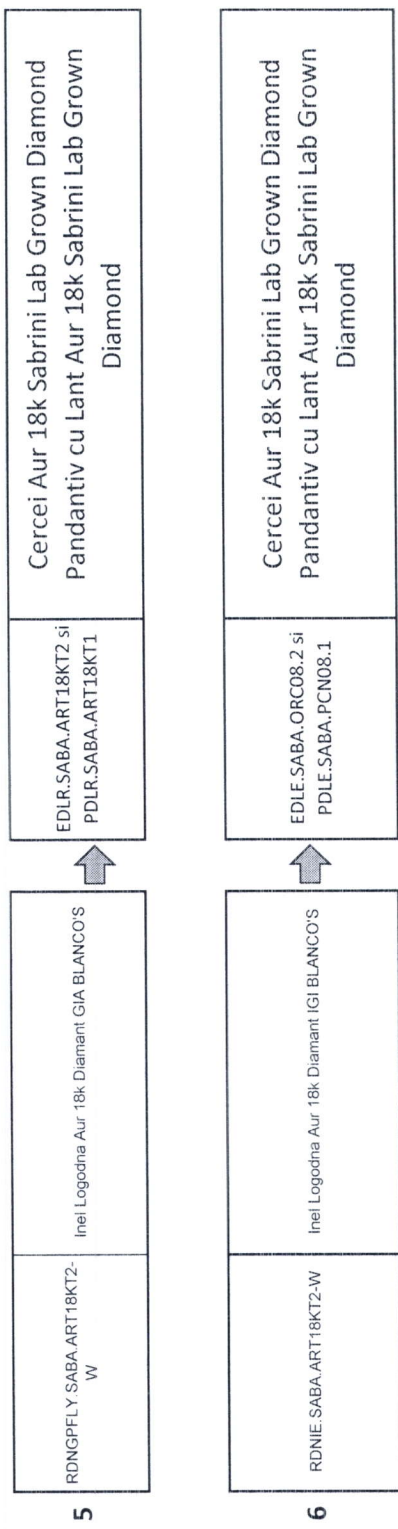 5
RDNGPFLY.SABA.ART18KT2-
W
Inel Logodna Aur 18k Diamant GIA BLANCO'S
EDLR.SABA.ART18KT2 si
PDLR.SABA.ART18KT1
Cercei Aur 18k Sabrini Lab Grown Diamond
Pandantiv cu Lant Aur 18k Sabrini Lab Grown
Diamond
6
RDNIE.SABA.ART18KT2-W
Inel Logodna Aur 18k Diamant IGI BLANCO'S
EDLE.SABA.ORC08.2 si
PDLE.SABA.PCN08.1
Cercei Aur 18k Sabrini Lab Grown Diamond
Pandantiv cu Lant Aur 18k Sabrini Lab Grown
Diamond